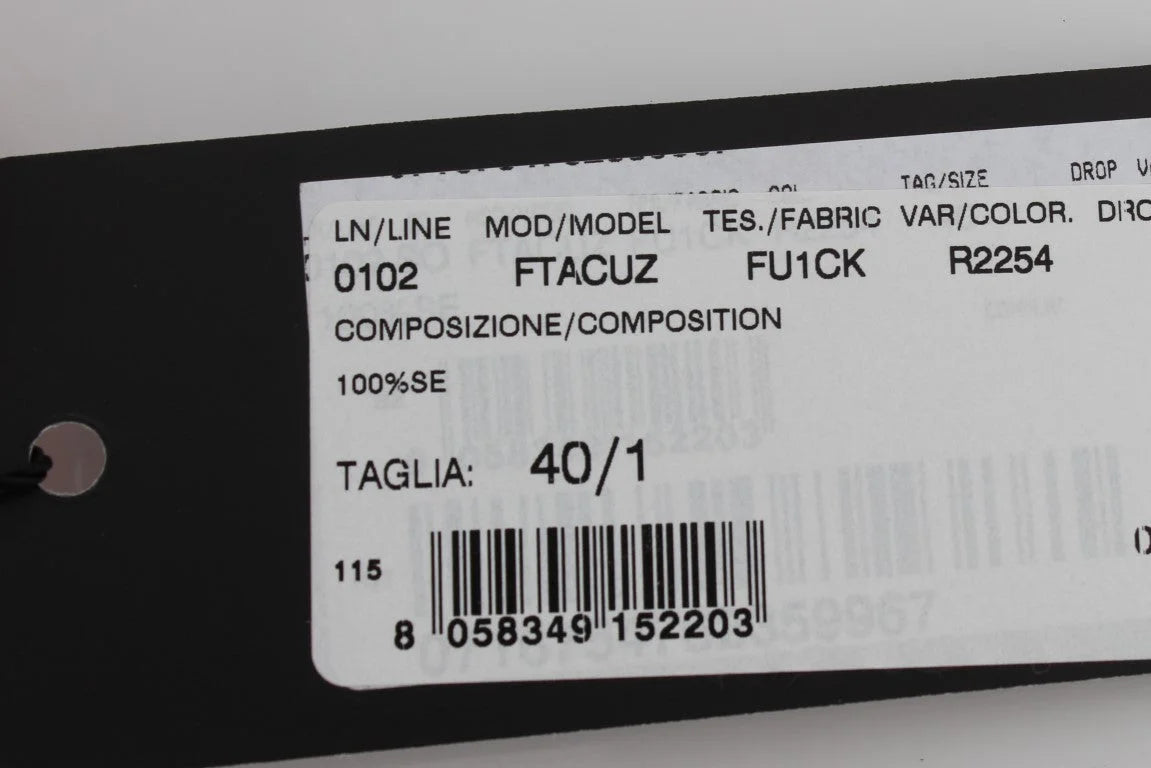 TAG/SIZE DROP
LN/LINE MOD/MODEL TES./FABRIC VAR/COLOR. DRO
0102 FTACUZ FU1CK R2254
COMPOSIZIONE/COMPOSITION
100%SE
TAGLIA: 40/1
115
8 058349 152203